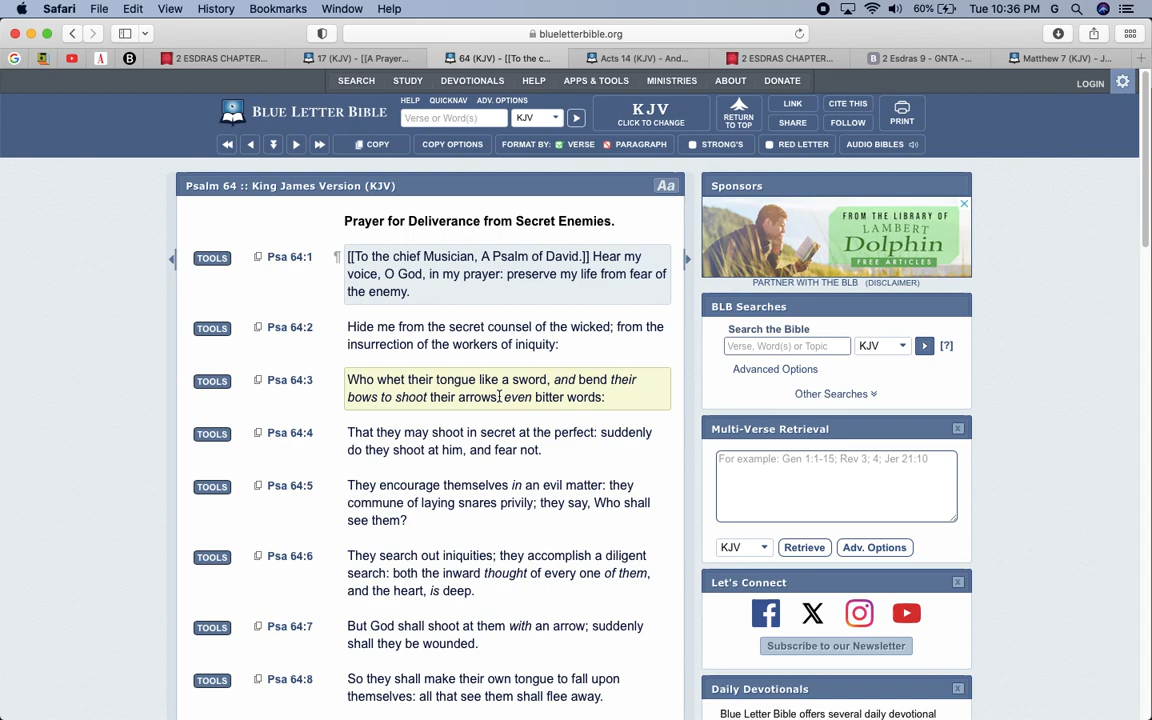 Safari File Edit View History Bookmarks Window Help 60% Tue 10:36 PM G
blueletterbible.org
2 ESDRAS CHAPTER... 17 (KJV) - [[A Prayer... 64 (KJV) - [[To the c... Acts 14 (KJV) - And... 2 ESDRAS CHAPTER... 2 Esdras 9 - GNTA -... Matthew 7 (KJV) - J...
SEARCH STUDY DEVOTIONALS HELP APPS & TOOLS MINISTRIES ABOUT DONATE LOGIN
BLUE LETTER BIBLE
HELP QUICKNAV ADV. OPTIONS
Verse or Word(s) KJV
KJV
CLICK TO CHANGE
RETURN
TO TOP
LINK CITE THIS
SHARE FOLLOW
PRINT
COPY COPY OPTIONS FORMAT BY: VERSE PARAGRAPH STRONG'S RED LETTER AUDIO BIBLES
Psalm 64 :: King James Version (KJV) Aa
Prayer for Deliverance from Secret Enemies.
TOOLS Psa 64:1 ¶ [[To the chief Musician, A Psalm of David.]] Hear my
voice, O God, in my prayer: preserve my life from fear of
the enemy.
TOOLS Psa 64:2 Hide me from the secret counsel of the wicked; from the
insurrection of the workers of iniquity:
TOOLS Psa 64:3 Who whet their tongue like a sword, and bend their
bows to shoot their arrows, even bitter words:
TOOLS Psa 64:4 That they may shoot in secret at the perfect: suddenly
do they shoot at him, and fear not.
TOOLS Psa 64:5 They encourage themselves in an evil matter: they
commune of laying snares privily; they say, Who shall
see them?
TOOLS Psa 64:6 They search out iniquities; they accomplish a diligent
search: both the inward thought of every one of them,
and the heart, is deep.
TOOLS Psa 64:7 But God shall shoot at them with an arrow; suddenly
shall they be wounded.
TOOLS Psa 64:8 So they shall make their own tongue to fall upon
themselves: all that see them shall flee away.
Sponsors
FROM THE LIBRARY OF
LAMBERT
Dolphin
FREE ARTICLES
PARTNER WITH THE BLB (DISCLAIMER)
BLB Searches
Search the Bible
Verse, Word(s) or Topic KJV [?]
Advanced Options
Other Searches
Multi-Verse Retrieval
For example: Gen 1:1-15; Rev 3; 4; Jer 21:10
KJV Retrieve Adv. Options
Let's Connect
Subscribe to our Newsletter
Daily Devotionals
Blue Letter Bible offers several daily devotional